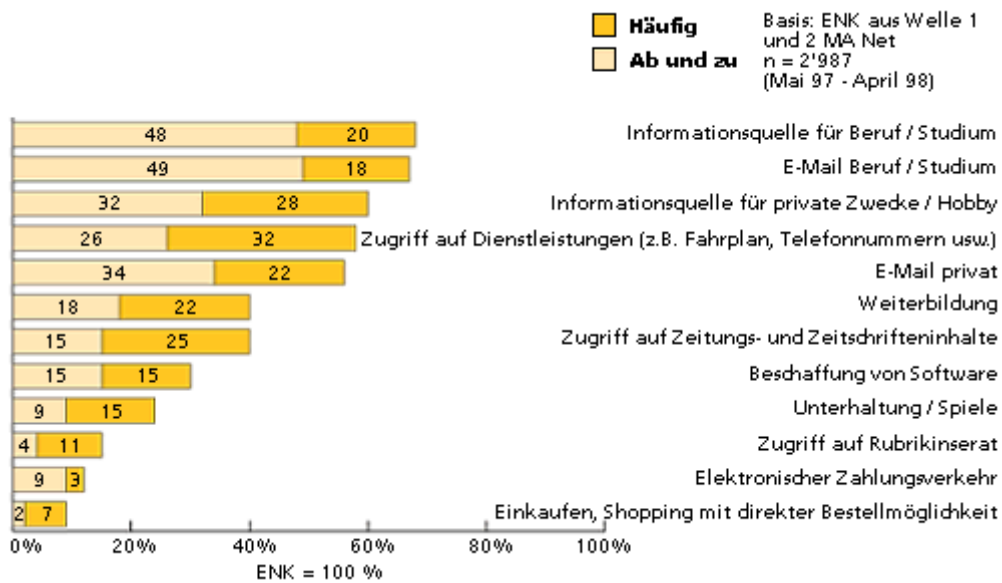 Häufig
Ab und zu
Basis: ENK aus Welle 1
und 2 MA Net
n = 2'987
(Mai 97 - April 98)
48 20 Informationsquelle für Beruf / Studium
49 18 E-Mail Beruf / Studium
32 28 Informationsquelle für private Zwecke / Hobby
26 32 Zugriff auf Dienstleistungen (z.B. Fahrplan, Telefonnummern usw.)
34 22 E-Mail privat
18 22 Weiterbildung
15 25 Zugriff auf Zeitungs- und Zeitschrifteninhalte
15 15 Beschaffung von Software
9 15 Unterhaltung / Spiele
4 11 Zugriff auf Rubrikinserat
9 3 Elektronischer Zahlungsverkehr
2 7 Einkaufen, Shopping mit direkter Bestellmöglichkeit
0% 20% 40% 60% 80% 100%
ENK = 100 %